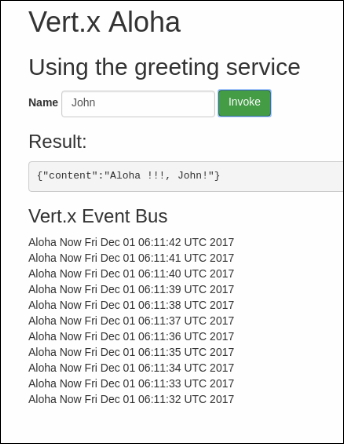 Vert.x Aloha
Using the greeting service
Name John Invoke
Result:
{"content":"Aloha !!!, John!"}
Vert.x Event Bus
Aloha Now Fri Dec 01 06:11:42 UTC 2017
Aloha Now Fri Dec 01 06:11:41 UTC 2017
Aloha Now Fri Dec 01 06:11:40 UTC 2017
Aloha Now Fri Dec 01 06:11:39 UTC 2017
Aloha Now Fri Dec 01 06:11:38 UTC 2017
Aloha Now Fri Dec 01 06:11:37 UTC 2017
Aloha Now Fri Dec 01 06:11:36 UTC 2017
Aloha Now Fri Dec 01 06:11:35 UTC 2017
Aloha Now Fri Dec 01 06:11:34 UTC 2017
Aloha Now Fri Dec 01 06:11:33 UTC 2017
Aloha Now Fri Dec 01 06:11:32 UTC 2017